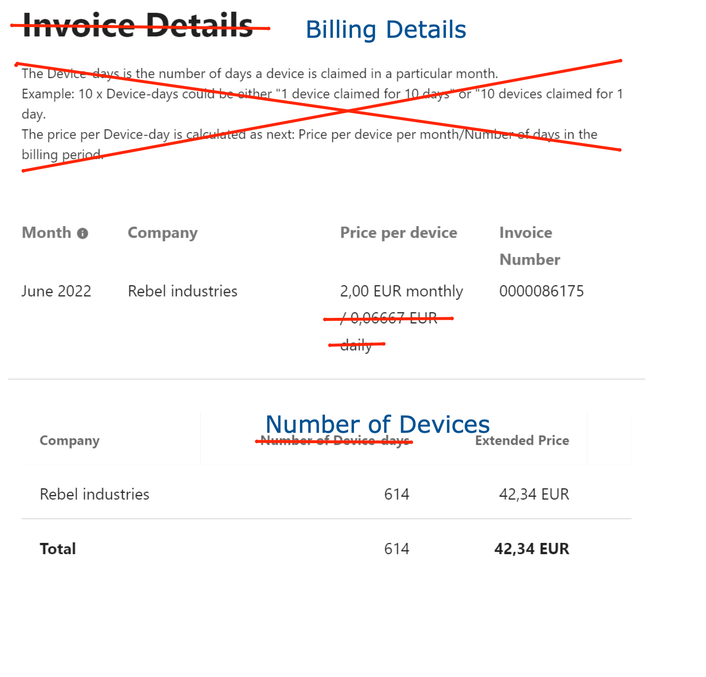 Invoice Details Billing Details
The Device-days is the number of days a device is claimed in a particular month.
Example: 10 x Device-days could be either "1 device claimed for 10 days" or "10 devices claimed for 1
day.
The price per Device-day is calculated as next: Price per device per month/Number of days in the
billing period.
Month Company Price per device Invoice
Number
June 2022 Rebel industries 2,00 EUR monthly 0000086175
/ 0,06667 EUR
daily
Number of Devices
Company Number of Device-days Extended Price
Rebel industries 614 42,34 EUR
Total 614 42,34 EUR